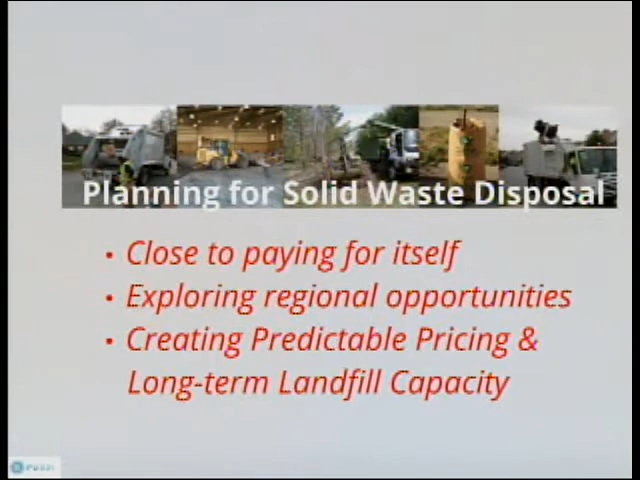 Planning for Solid Waste Disposal
• Close to paying for itself
• Exploring regional opportunities
• Creating Predictable Pricing &
Long-term Landfill Capacity